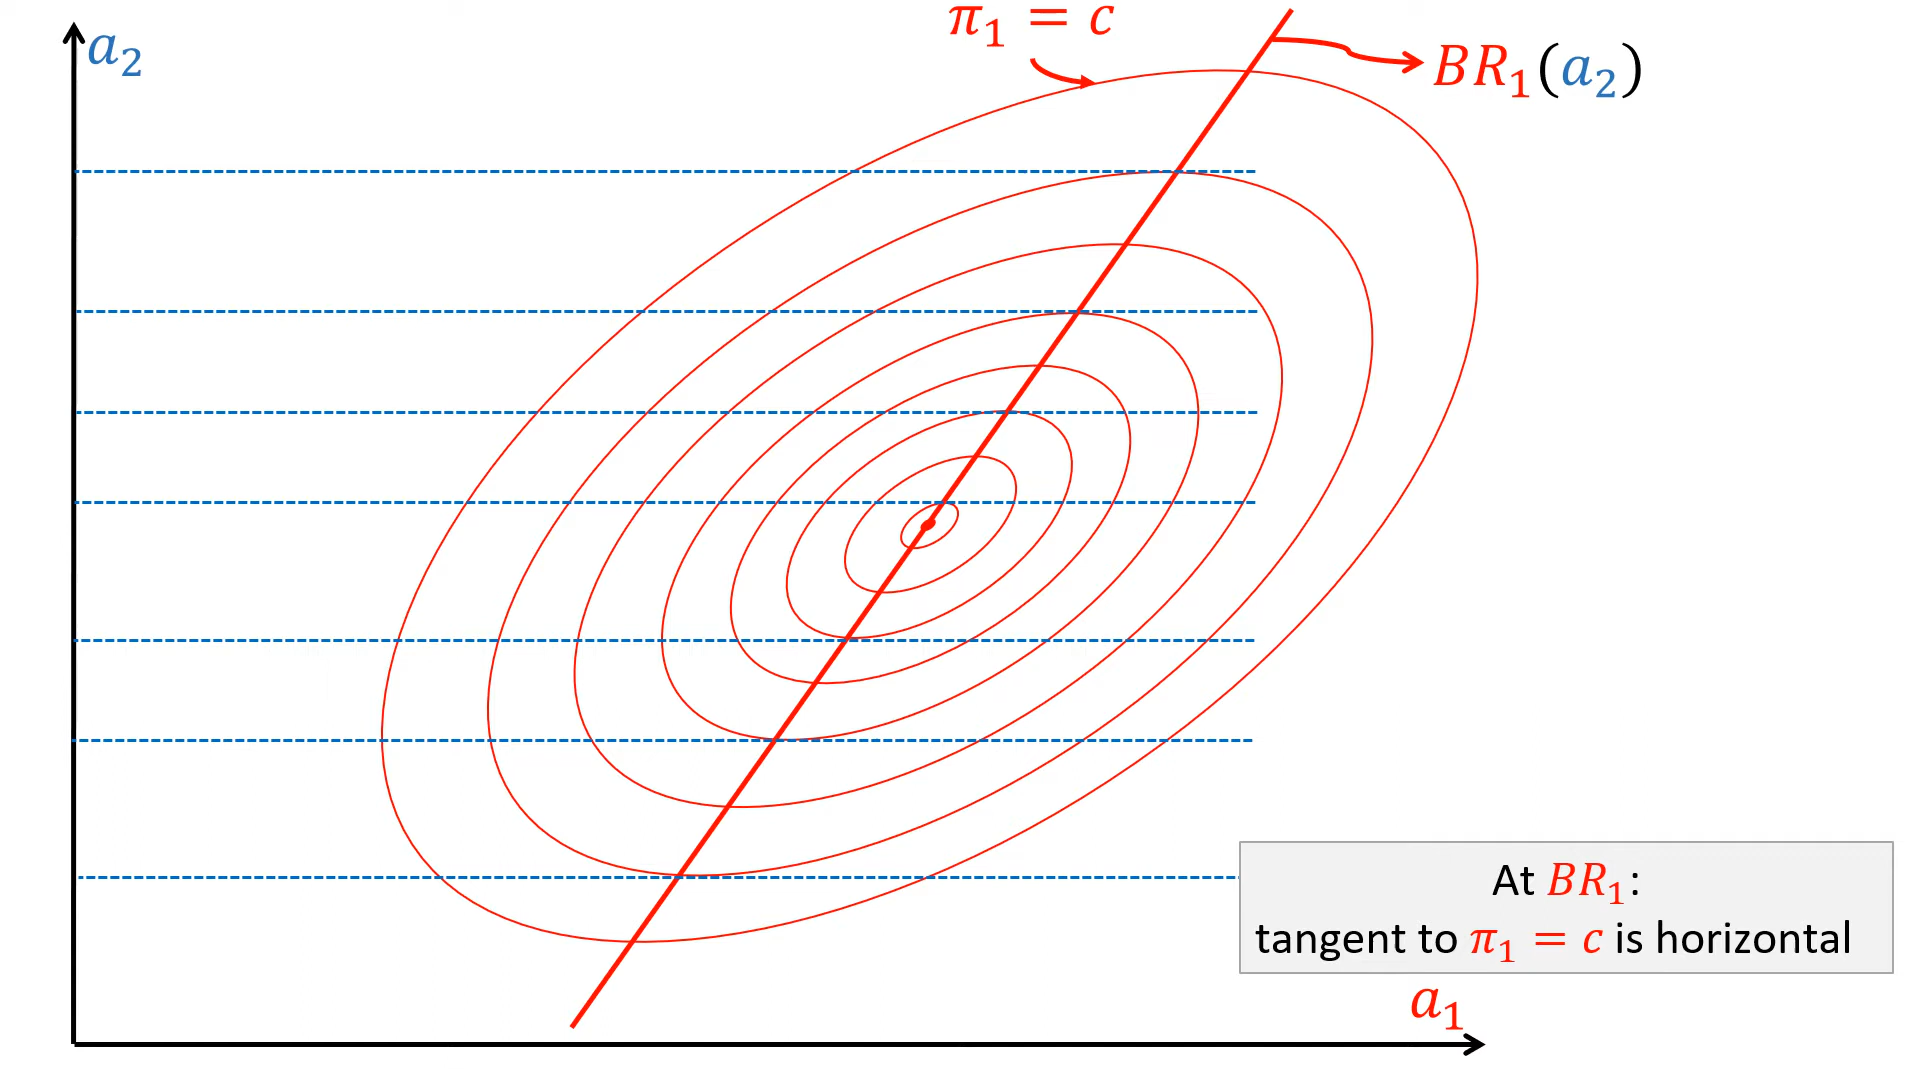 a₂
π₁ = c
BR₁(a₂)
At BR₁:
tangent to π₁ = c is horizontal
a₁